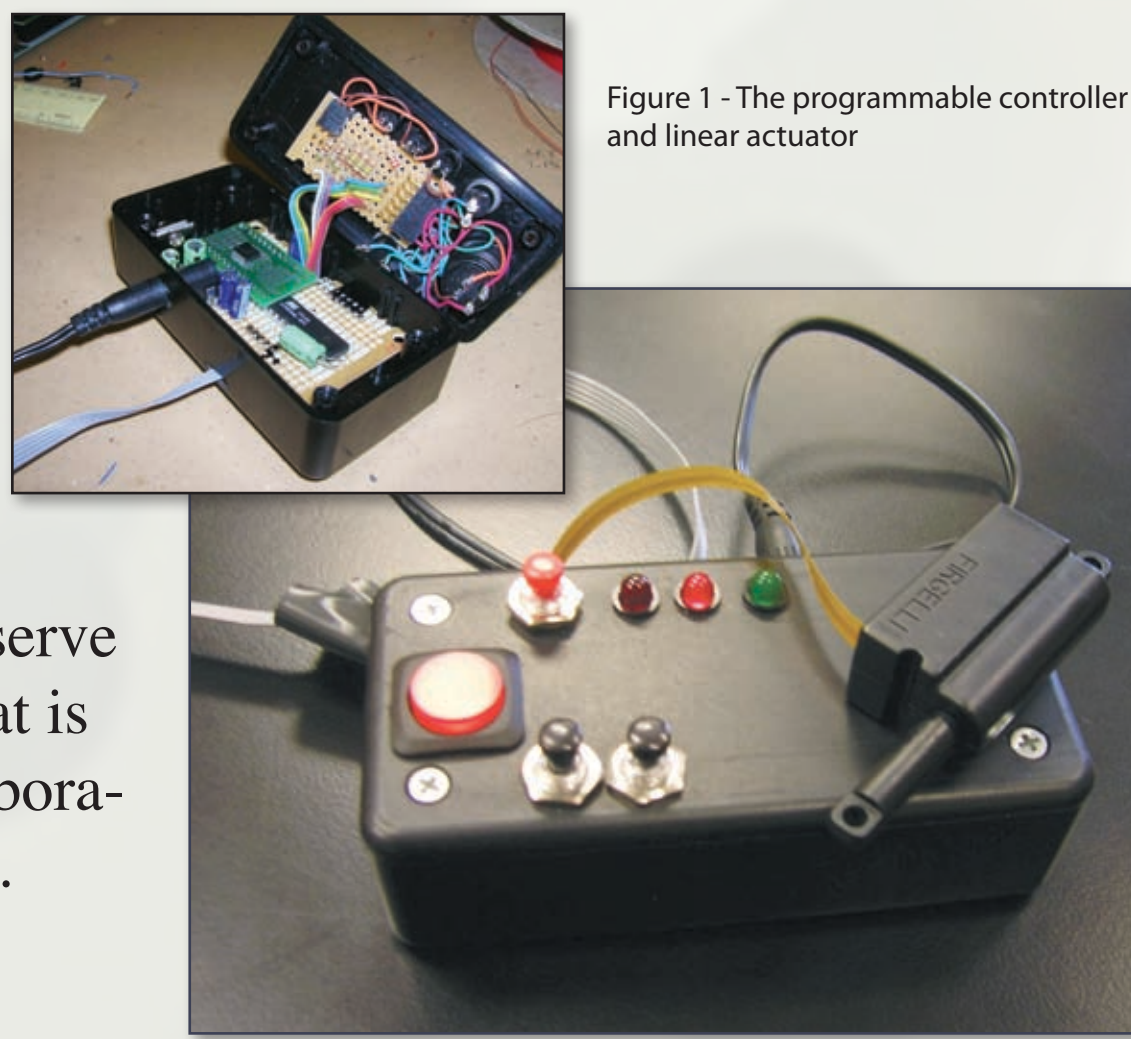 Figure 1 - The programmable controller
and linear actuator
FIRGELLI
serve
at is
bora-
.